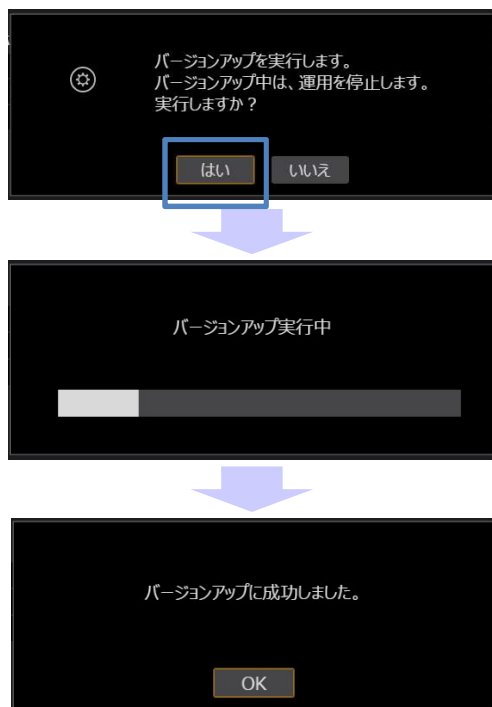 バージョンアップを実行します。
バージョンアップ中は、運用を停止します。
実行しますか？
はい
いいえ
バージョンアップ実行中
バージョンアップに成功しました。
OK